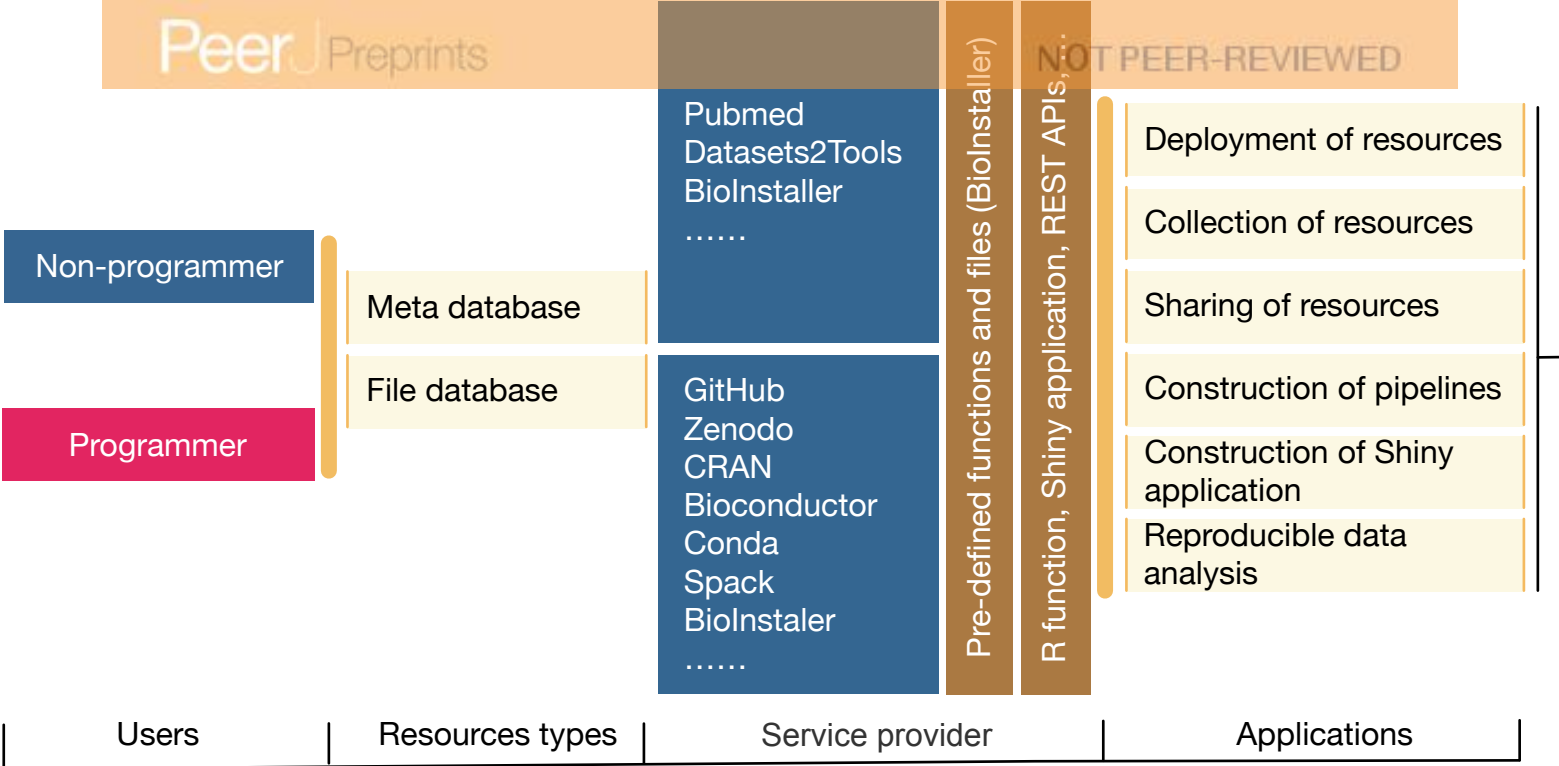 PeerJ Preprints
NOT PEER-REVIEWED
Non-programmer
Programmer
Meta database
File database
Pubmed
Datasets2Tools
BioInstaller
......
GitHub
Zenodo
CRAN
Bioconductor
Conda
Spack
BioInstaler
......
Pre-defined functions and files (BioInstaller)
R function, Shiny application, REST APIs, ...
Deployment of resources
Collection of resources
Sharing of resources
Construction of pipelines
Construction of Shiny
application
Reproducible data
analysis
Users
Resources types
Service provider
Applications